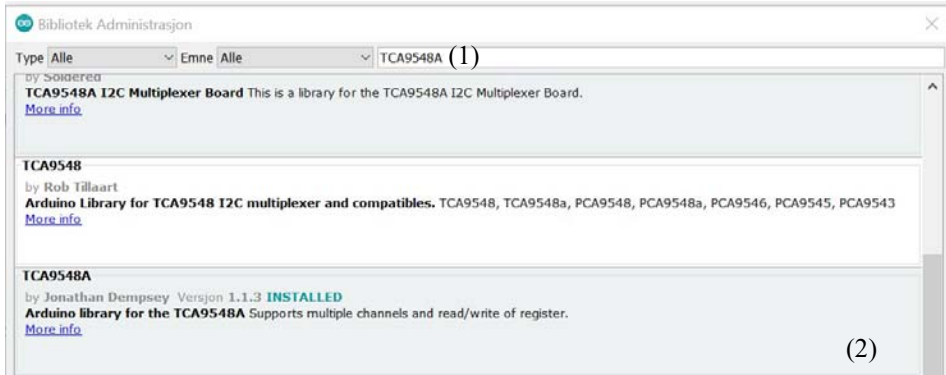 Bibliotek Administrasjon
Type Alle Emne Alle TCA9548A (1)
by Soldered
TCA9548A I2C Multiplexer Board This is a library for the TCA9548A I2C Multiplexer Board.
More info
TCA9548
by Rob Tillaart
Arduino Library for TCA9548 I2C multiplexer and compatibles. TCA9548, TCA9548a, PCA9548, PCA9548a, PCA9546, PCA9545, PCA9543
More info
TCA9548A
by Jonathan Dempsey Versjon 1.1.3 INSTALLED
Arduino library for the TCA9548A Supports multiple channels and read/write of register.
More info
(2)